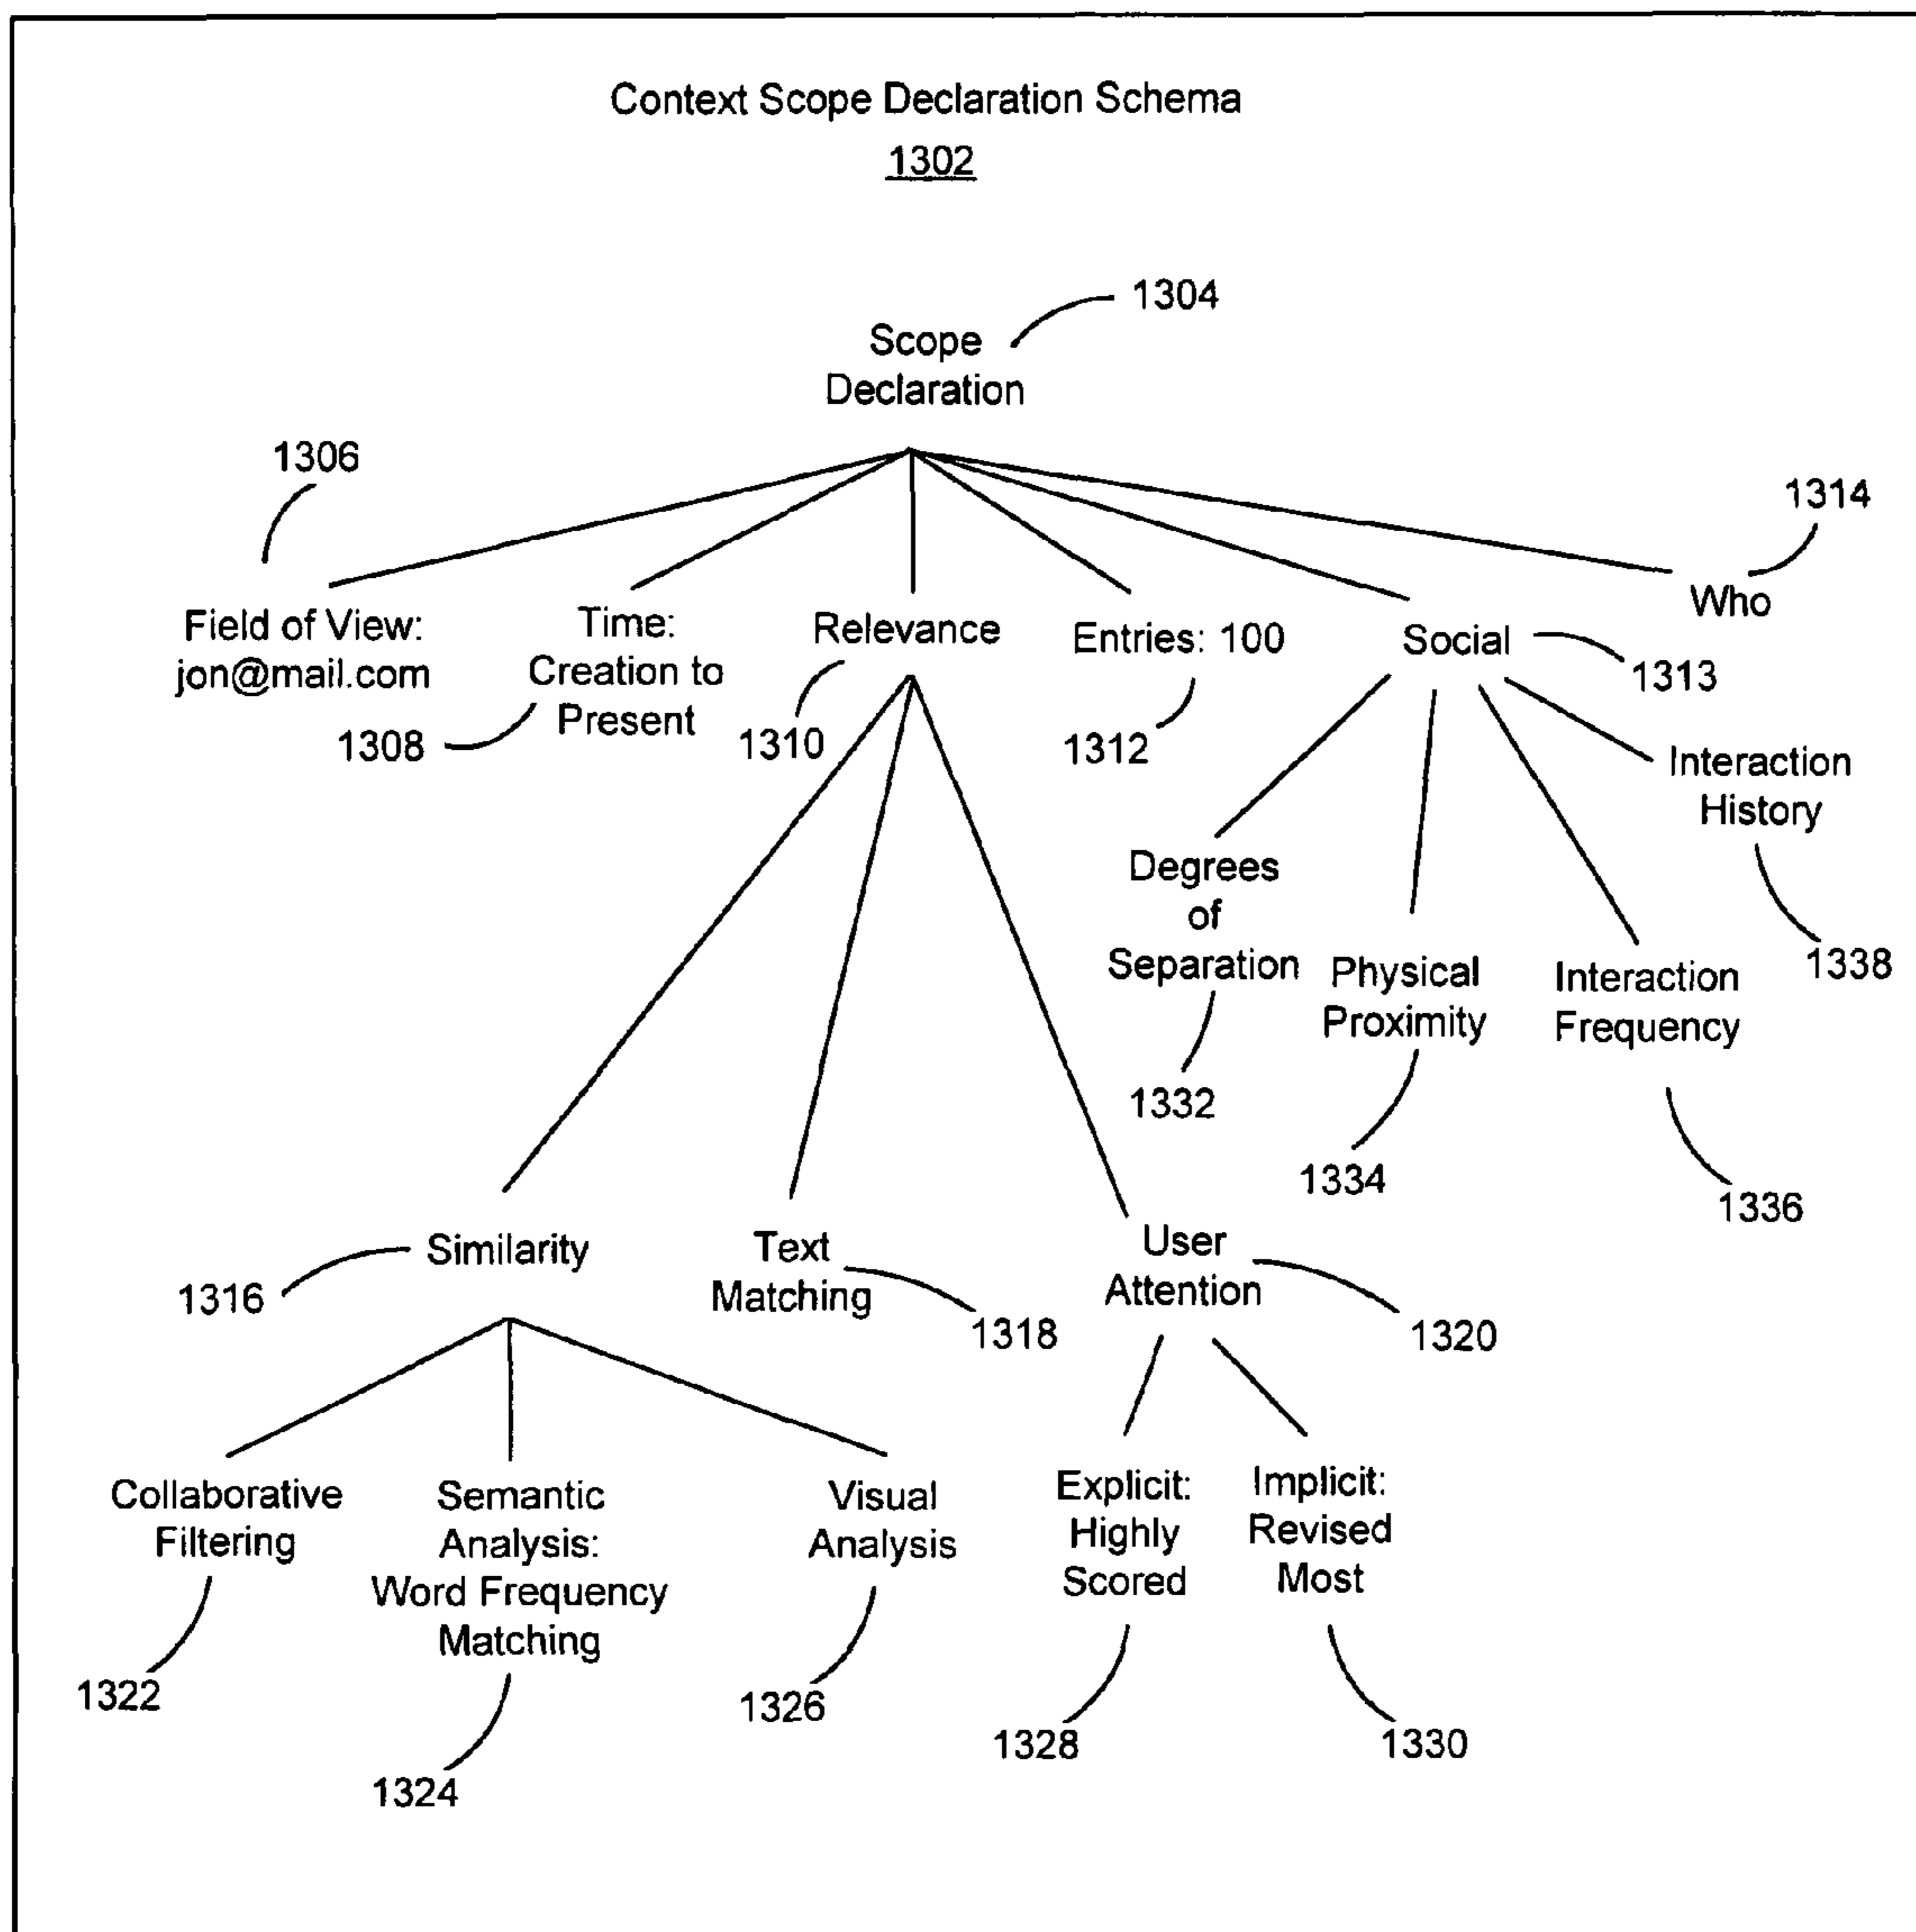 Context Scope Declaration Schema
1302
1304
Scope
Declaration
1306
1314
Field of View:
jon@mail.com
Time:
Creation to
Present
1308
Relevance
1310
Entries: 100
1312
Social
1313
Who
Interaction
History
1338
Degrees
of
Separation
1332
Physical
Proximity
1334
Interaction
Frequency
1336
Similarity
1316
Text
Matching
1318
User
Attention
1320
Collaborative
Filtering
1322
Semantic
Analysis:
Word Frequency
Matching
1324
Visual
Analysis
1326
Explicit:
Highly
Scored
1328
Implicit:
Revised
Most
1330